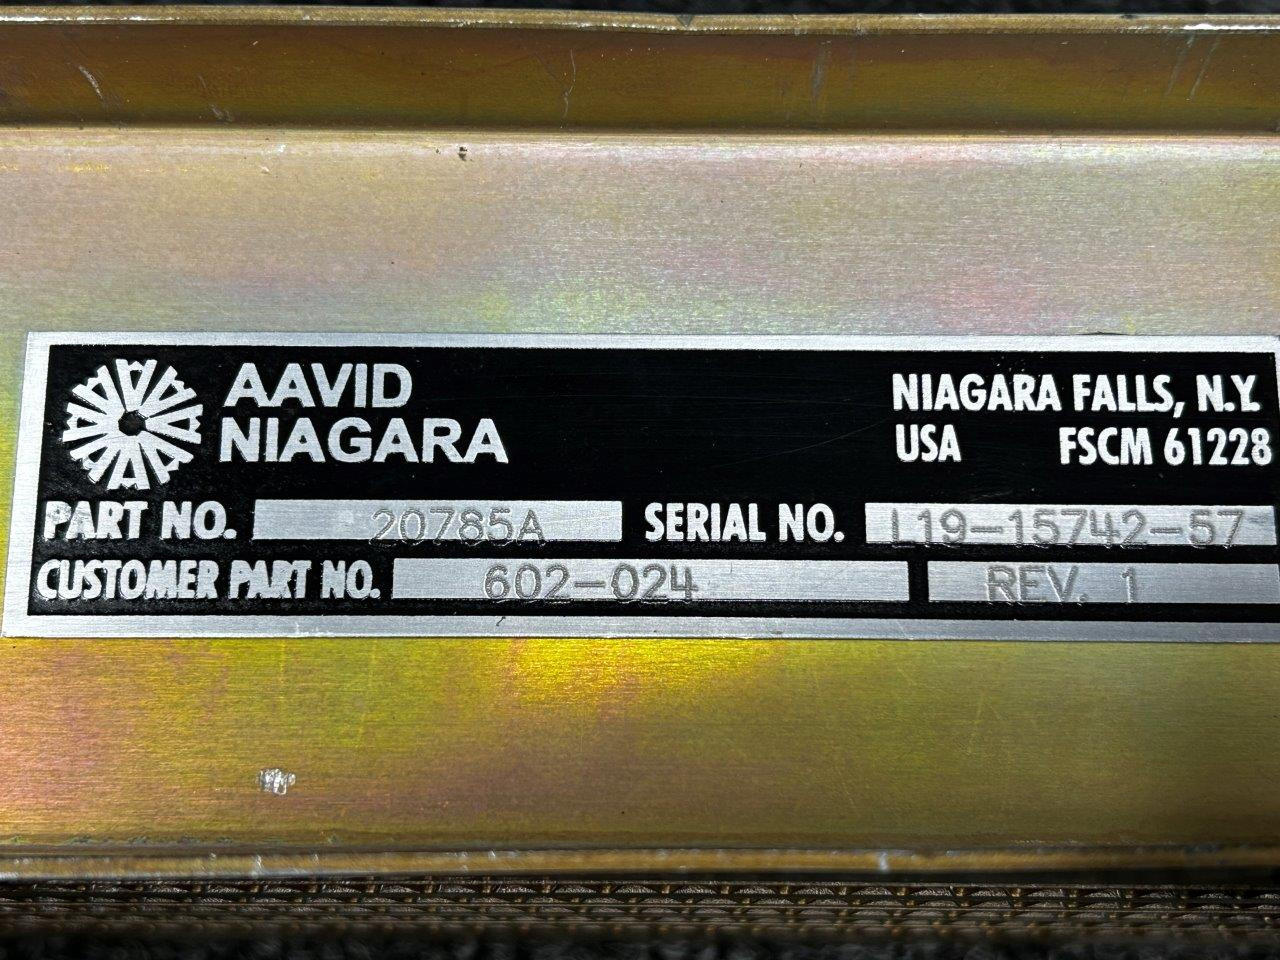 AAVID
NIAGARA
NIAGARA FALLS, N.Y.
USA FSCM 61228
PART NO. 20785A SERIAL NO. L19-15742-57
CUSTOMER PART NO. 602-024 REV. 1